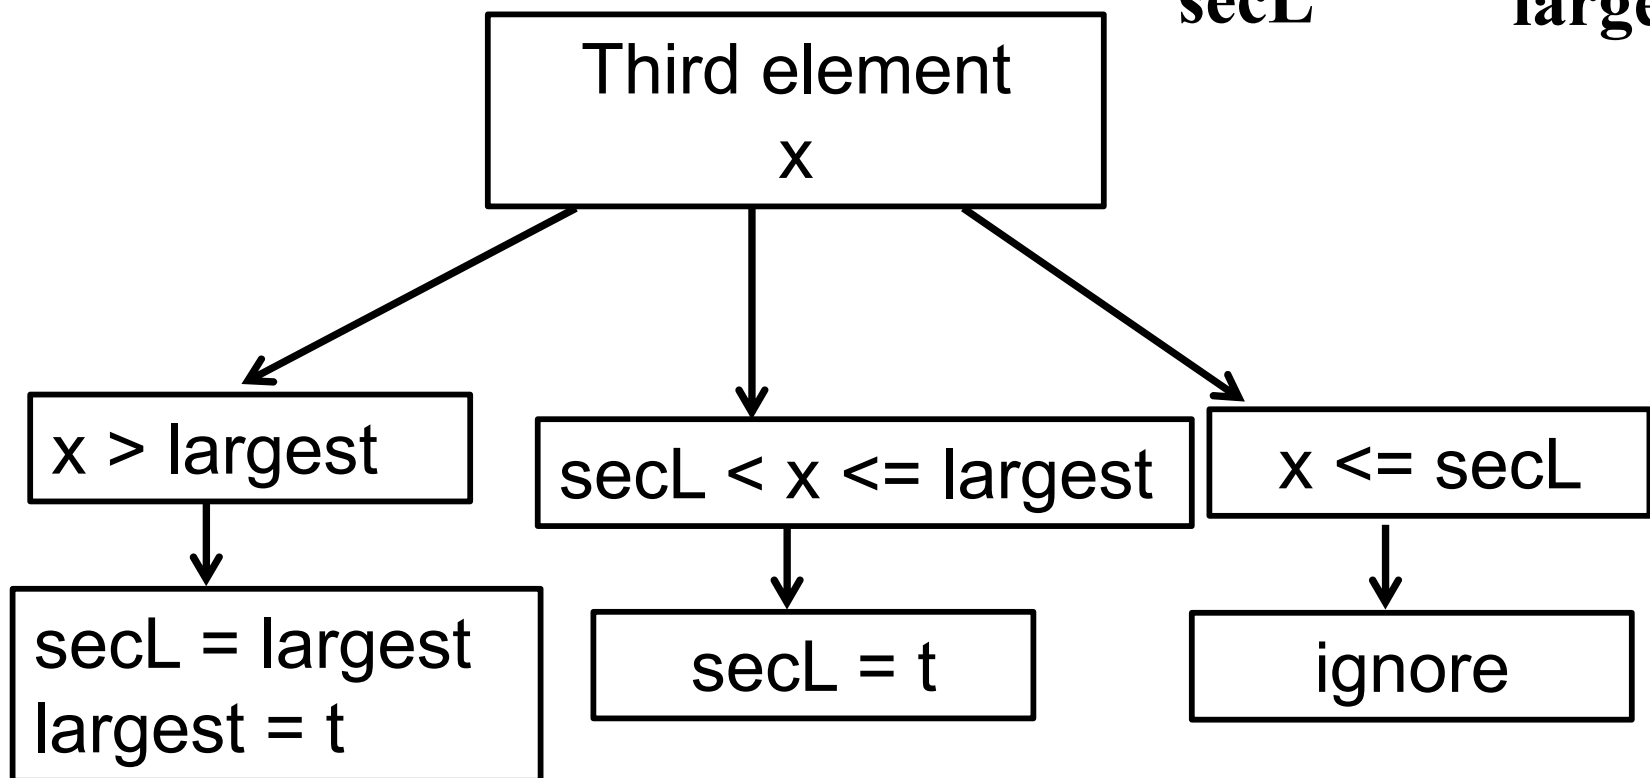 secL
Third element
x
x > largest
secL < x <= largest
x <= secL
secL = largest
largest = t
secL = t
ignore